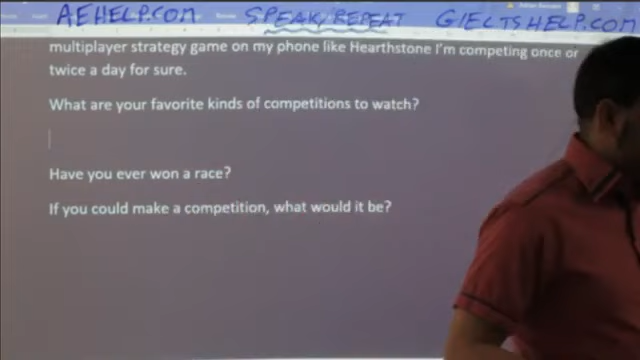 AEHELP.COM SPEAK/REPEAT GIELTSHELP.COM
multiplayer strategy game on my phone like Hearthstone I'm competing once or
twice a day for sure.
What are your favorite kinds of competitions to watch?
Have you ever won a race?
If you could make a competition, what would it be?